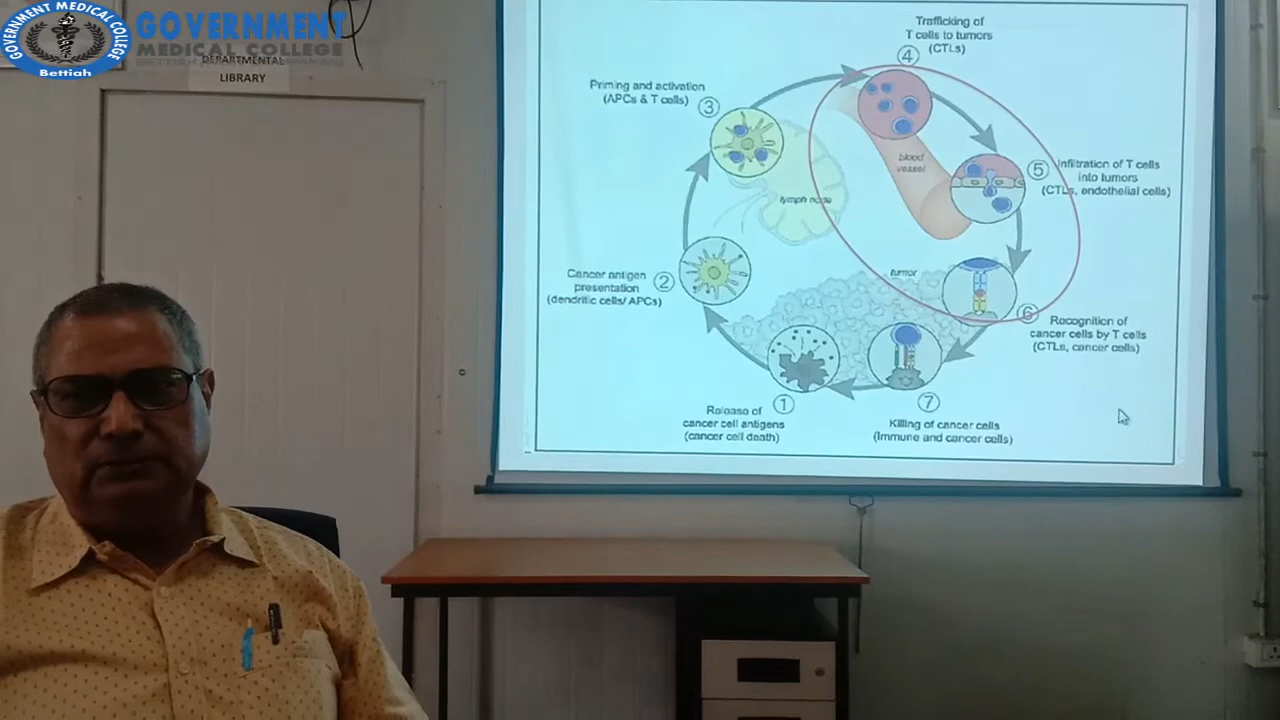 GOVERNMENT MEDICAL COLLEGE
Bettiah
GOVERNMENT
MEDICAL COLLEGE
DEPARTMENTAL
LIBRARY
Trafficking of
T cells to tumors
(CTLs)
4
Priming and activation
(APCs & T cells)
3
blood
vessel
5
Infiltration of T cells
into tumors
(CTLs, endothelial cells)
lymph node
Cancer antigen
presentation
(dendritic cells/ APCs)
2
tumor
6
Recognition of
cancer cells by T cells
(CTLs, cancer cells)
1
Release of
cancer cell antigens
(cancer cell death)
7
Killing of cancer cells
(Immune and cancer cells)